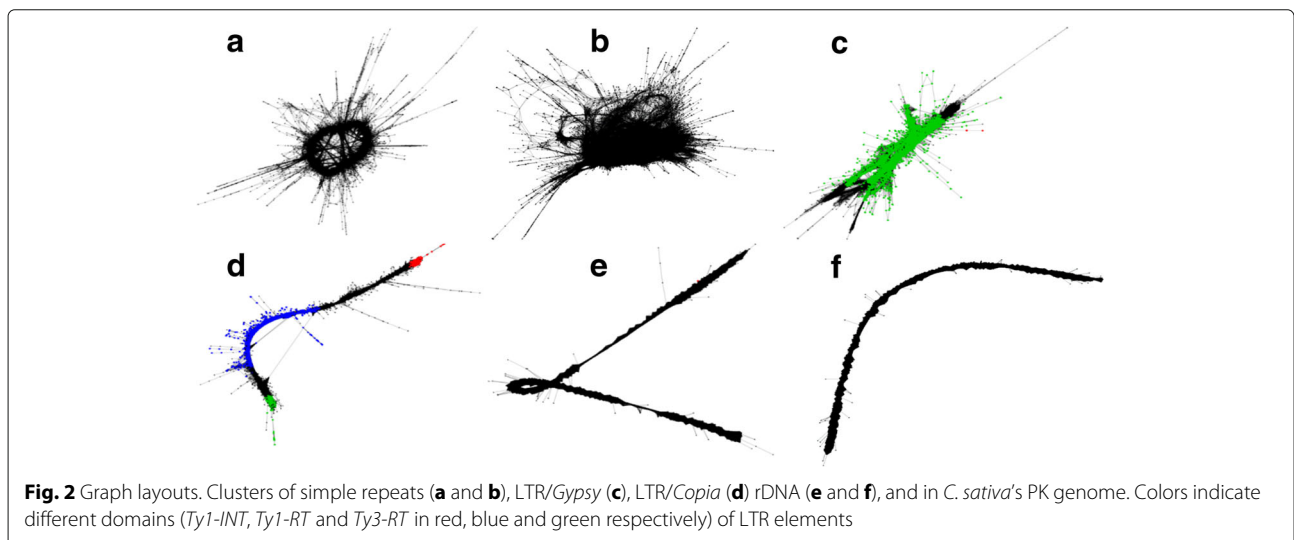 a
b
c
d
e
f
Fig. 2 Graph layouts. Clusters of simple repeats (a and b), LTR/Gypsy (c), LTR/Copia (d) rDNA (e and f), and in C. sativa's PK genome. Colors indicate
different domains (Ty1-INT, Ty1-RT and Ty3-RT in red, blue and green respectively) of LTR elements